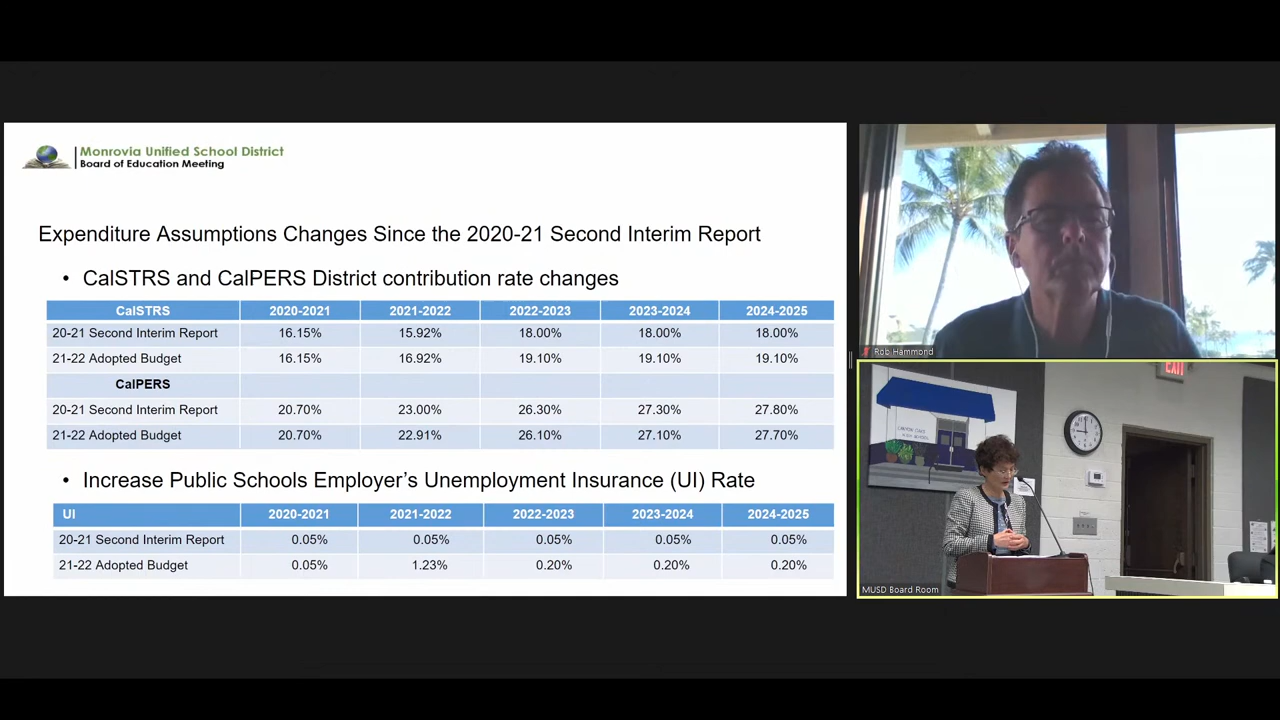 Monrovia Unified School District
Board of Education Meeting
Expenditure Assumptions Changes Since the 2020-21 Second Interim Report
• CalSTRS and CalPERS District contribution rate changes
CalSTRS 2020-2021 2021-2022 2022-2023 2023-2024 2024-2025
20-21 Second Interim Report 16.15% 15.92% 18.00% 18.00% 18.00%
21-22 Adopted Budget 16.15% 16.92% 19.10% 19.10% 19.10%
CalPERS
20-21 Second Interim Report 20.70% 23.00% 26.30% 27.30% 27.80%
21-22 Adopted Budget 20.70% 22.91% 26.10% 27.10% 27.70%
• Increase Public Schools Employer’s Unemployment Insurance (UI) Rate
UI 2020-2021 2021-2022 2022-2023 2023-2024 2024-2025
20-21 Second Interim Report 0.05% 0.05% 0.05% 0.05% 0.05%
21-22 Adopted Budget 0.05% 1.23% 0.20% 0.20% 0.20%
Rob Hammond
EXIT
MUSD Board Room